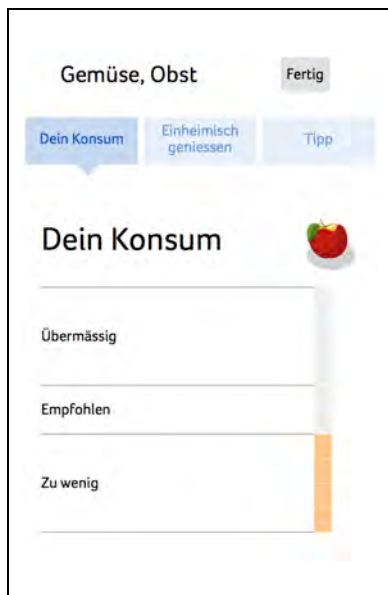 Gemüse, Obst
Fertig
Dein Konsum
Einheimisch
geniessen
Tipp
Dein Konsum
Übermässig
Empfohlen
Zu wenig